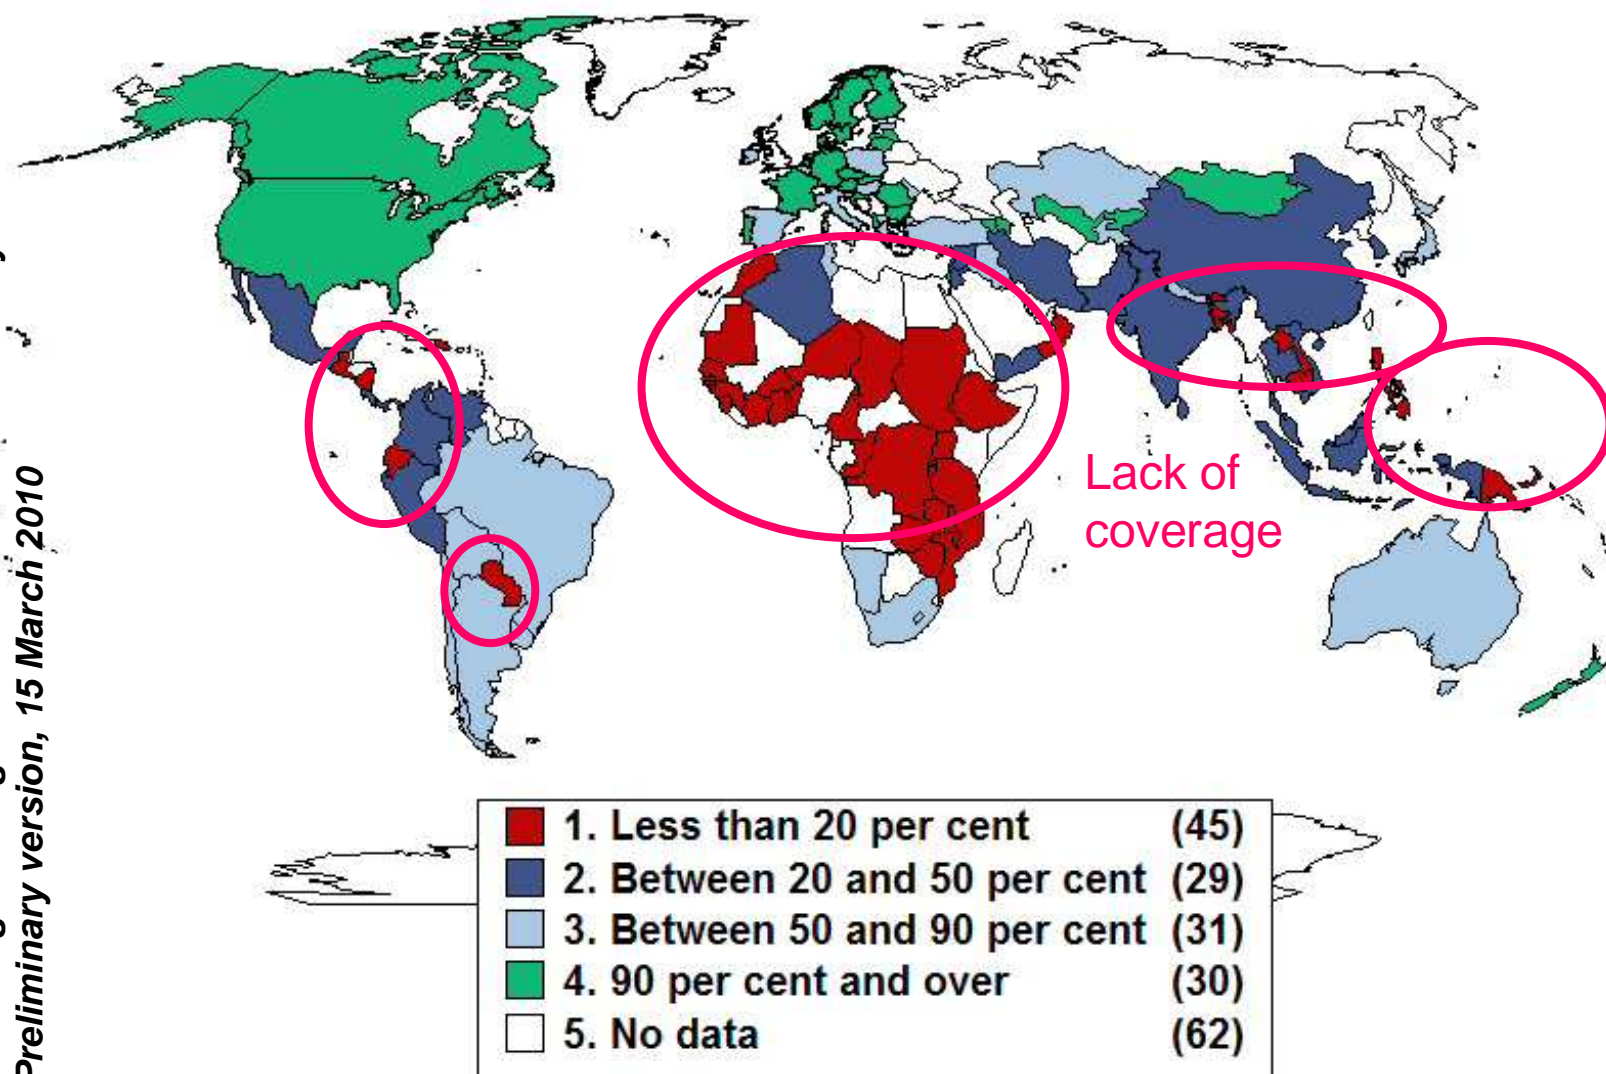 Preliminary version, 15 March 2010
Lack of
coverage
1. Less than 20 per cent (45)
2. Between 20 and 50 per cent (29)
3. Between 50 and 90 per cent (31)
4. 90 per cent and over (30)
5. No data (62)